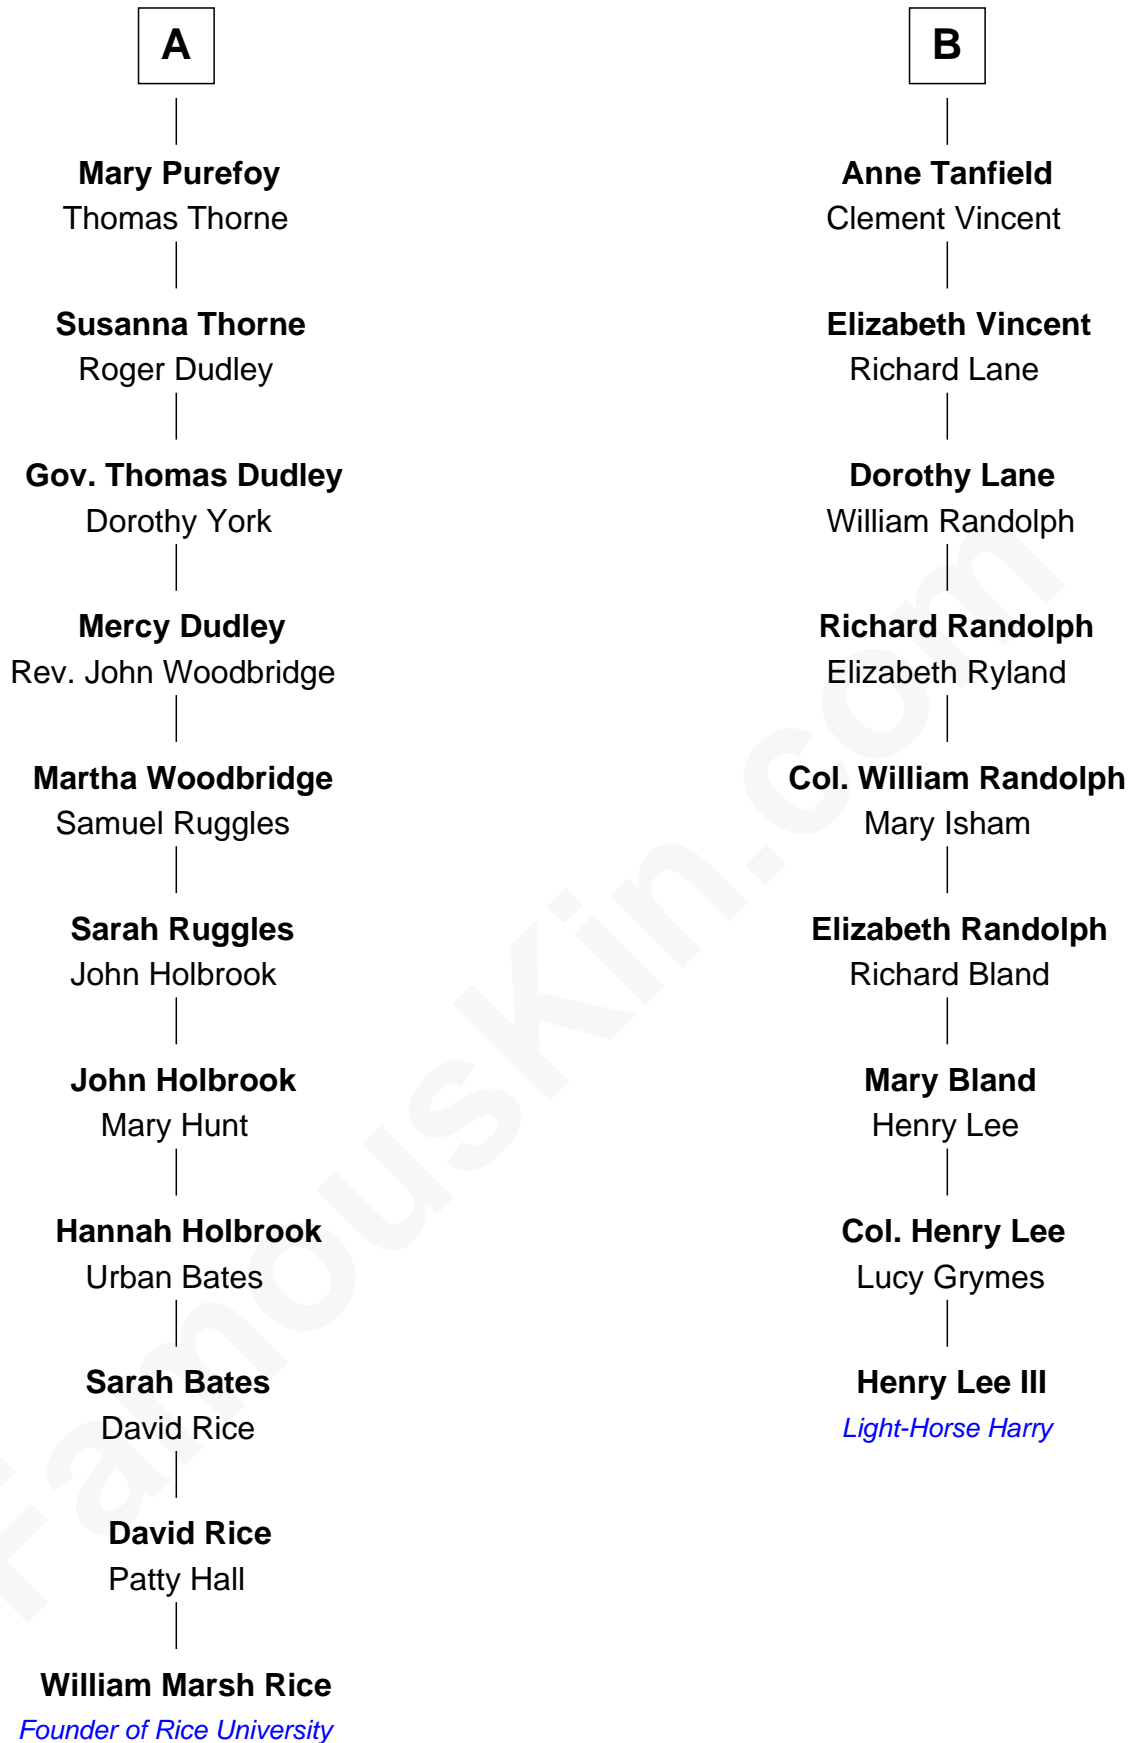 A
Mary Purefoy
Thomas Thorne
Susanna Thorne
Roger Dudley
Gov. Thomas Dudley
Dorothy York
Mercy Dudley
Rev. John Woodbridge
Martha Woodbridge
Samuel Ruggles
Sarah Ruggles
John Holbrook
John Holbrook
Mary Hunt
Hannah Holbrook
Urban Bates
Sarah Bates
David Rice
David Rice
Patty Hall
William Marsh Rice
Founder of Rice University
B
Anne Tanfield
Clement Vincent
Elizabeth Vincent
Richard Lane
Dorothy Lane
William Randolph
Richard Randolph
Elizabeth Ryland
Col. William Randolph
Mary Isham
Elizabeth Randolph
Richard Bland
Mary Bland
Henry Lee
Col. Henry Lee
Lucy Grymes
Henry Lee III
Light-Horse Harry
FamousKin.com